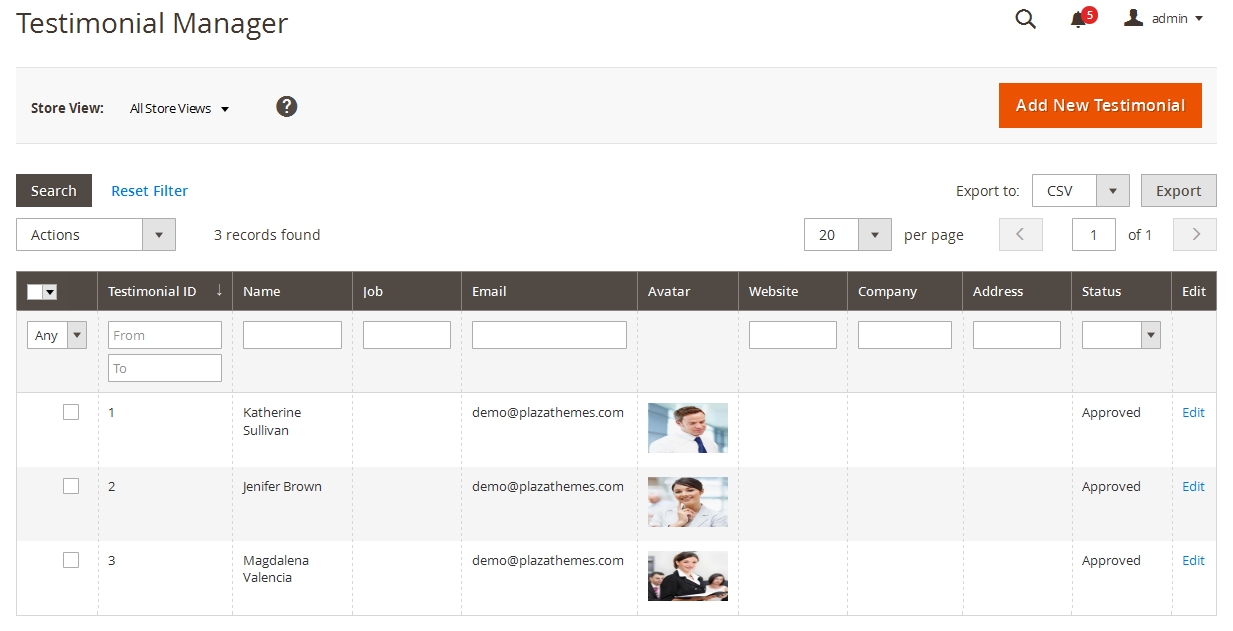 Testimonial Manager
5
admin
Store View: All Store Views ?
Add New Testimonial
Search Reset Filter Export to: CSV Export
Actions 3 records found 20 per page 1 of 1
Testimonial ID ↓ Name Job Email Avatar Website Company Address Status Edit
Any From
To
1 Katherine demo@plazathemes.com Approved Edit
Sullivan
2 Jenifer Brown demo@plazathemes.com Approved Edit
3 Magdalena demo@plazathemes.com Approved Edit
Valencia